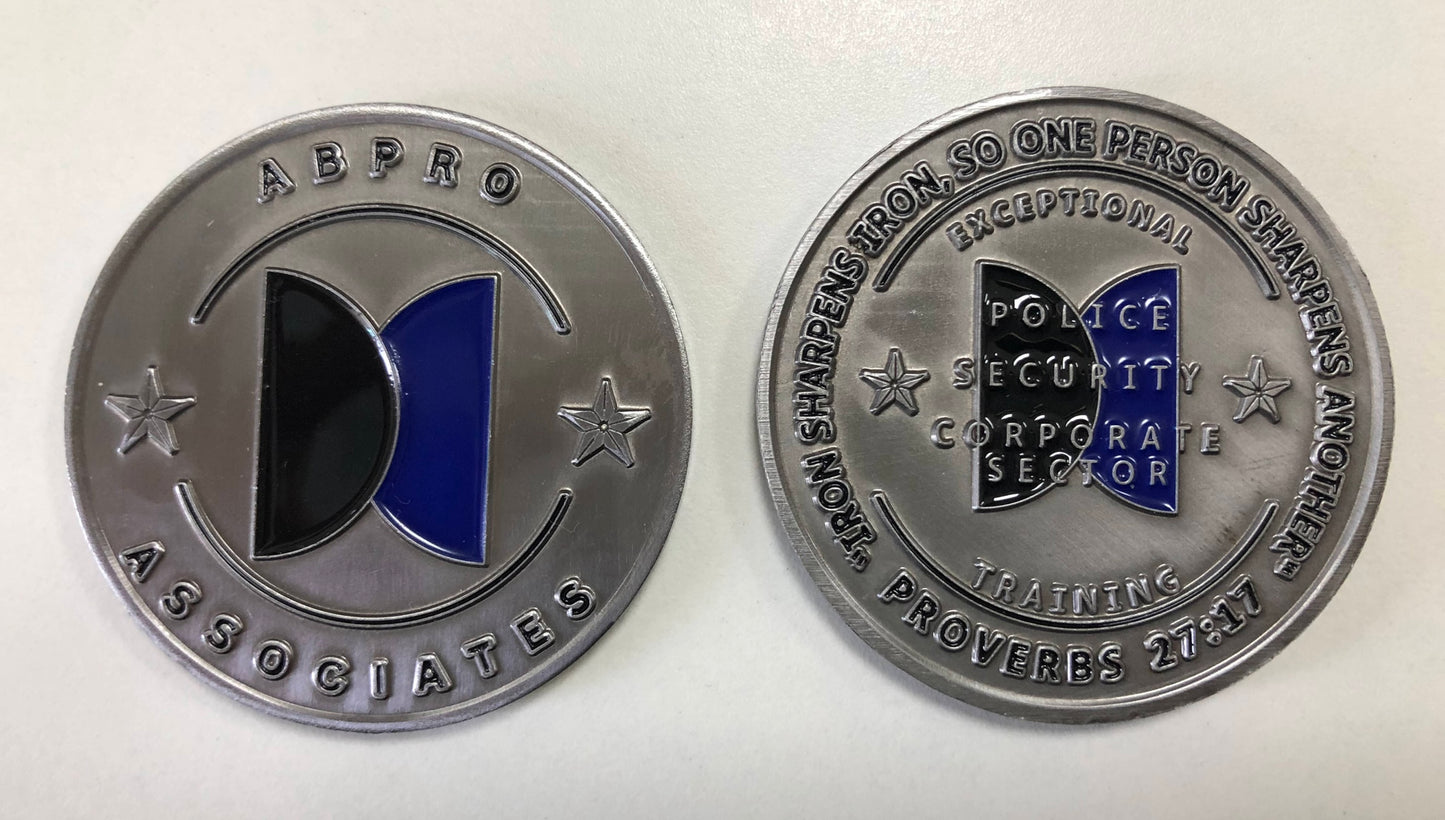 ABPRO
ASSOCIATES
"IRON SHARPENS IRON, SO ONE PERSON SHARPENS ANOTHER"
EXCEPTIONAL
POLICE
SECURITY
CORPORATE
SECTOR
TRAINING
PROVERBS 27:17